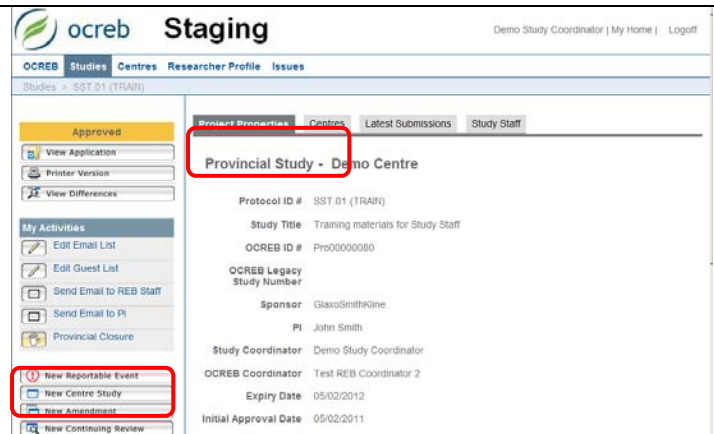 ocreb Staging
Demo Study Coordinator | My Home | Logoff
OCREB Studies Centres Researcher Profile Issues
Studies > SST.01 (TRAIN)
Approved
View Application
Printer Version
View Differences
My Activities
Edit Email List
Edit Guest List
Send Email to REB Staff
Send Email to PI
Provincial Closure
New Reportable Event
New Centre Study
New Amendment
New Continuing Review
Project Properties Centres Latest Submissions Study Staff
Provincial Study - Demo Centre
Protocol ID # SST.01 (TRAIN)
Study Title Training materials for Study Staff
OCREB ID # Pro00000080
OCREB Legacy
Study Number
Sponsor GlaxoSmithKline
PI John Smith
Study Coordinator Demo Study Coordinator
OCREB Coordinator Test REB Coordinator 2
Expiry Date 05/02/2012
Initial Approval Date 05/02/2011